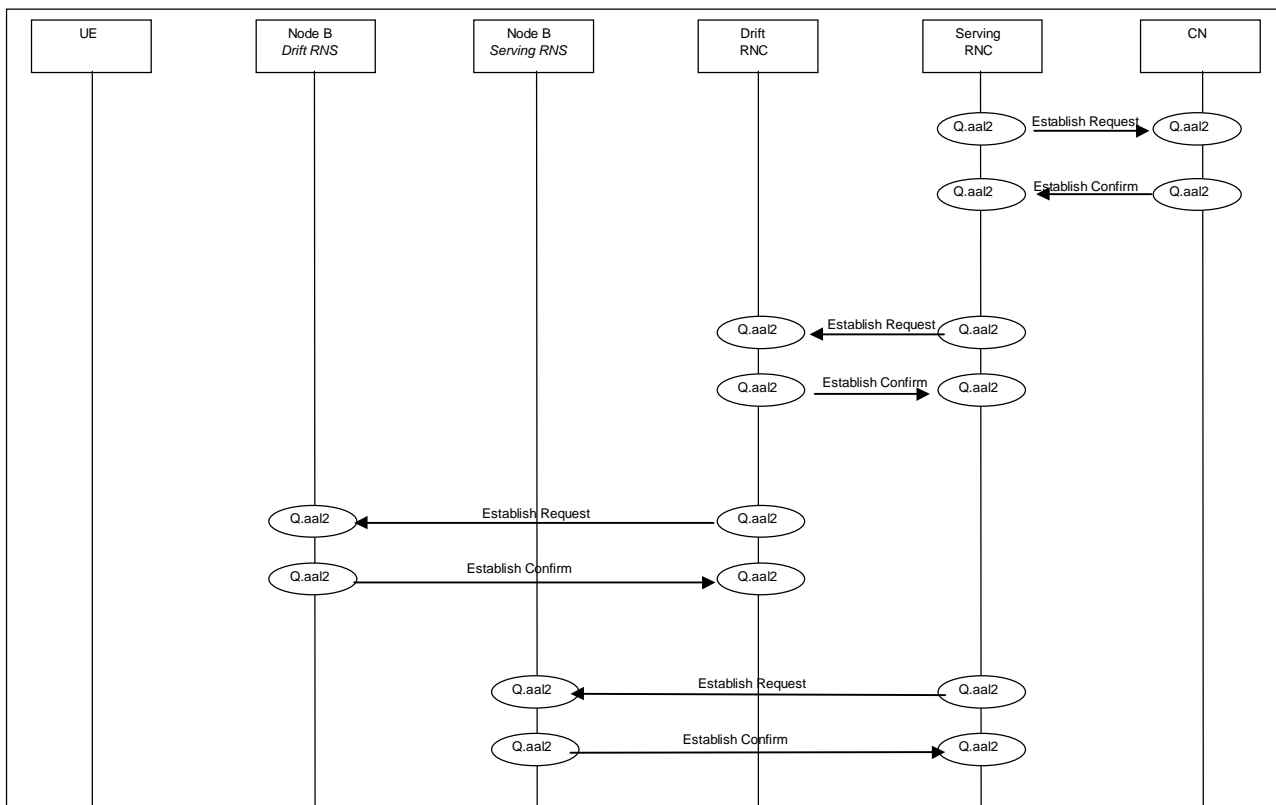 UE
Node B
Drift RNS
Node B
Serving RNS
Drift
RNC
Serving
RNC
CN
Q.aal2
Establish Request
Q.aal2
Q.aal2
Establish Confirm
Q.aal2
Q.aal2
Establish Request
Q.aal2
Q.aal2
Establish Confirm
Q.aal2
Q.aal2
Establish Request
Q.aal2
Q.aal2
Establish Confirm
Q.aal2
Q.aal2
Establish Request
Q.aal2
Q.aal2
Establish Confirm
Q.aal2